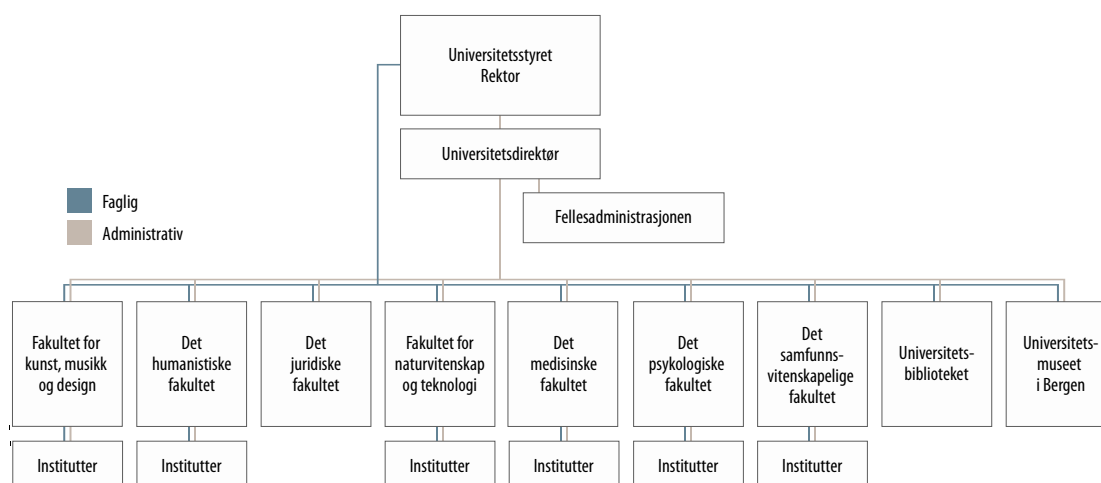 Universitetsstyret
Rektor
Universitetsdirektør
Fellesadministrasjonen
Faglig
Administrativ
Fakultet for
kunst, musikk
og design
Det
humanistiske
fakultet
Det
juridiske
fakultet
Fakultet for
naturvitenskap
og teknologi
Det
medisinske
fakultet
Det
psykologiske
fakultet
Det
samfunns-
vitenskapelige
fakultet
Universitets-
biblioteket
Universitets-
museet
i Bergen
Institutter
Institutter
Institutter
Institutter
Institutter
Institutter